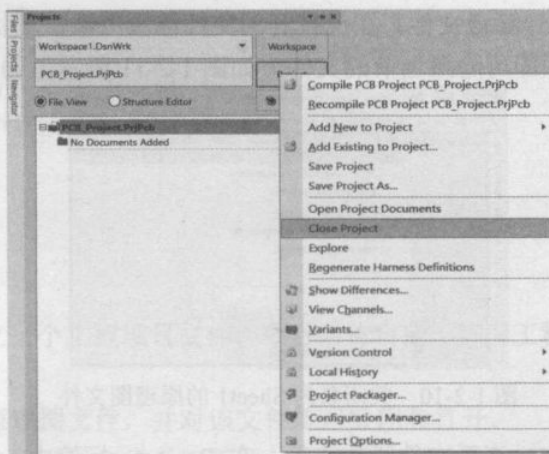 Projects
Workspace1.DsnWrk
Workspace
PCB_Project.PrjPcb
File View
Structure Editor
PCB_Project.PrjPcb
No Documents Added
Files
Projects
Navigator
Compile PCB Project PCB_Project.PrjPcb
Recompile PCB Project PCB_Project.PrjPcb
Add New to Project
Add Existing to Project...
Save Project
Save Project As...
Open Project Documents
Close Project
Explore
Regenerate Harness Definitions
Show Differences...
View Channels...
Variants...
Version Control
Local History
Project Packager...
Configuration Manager...
Project Options...